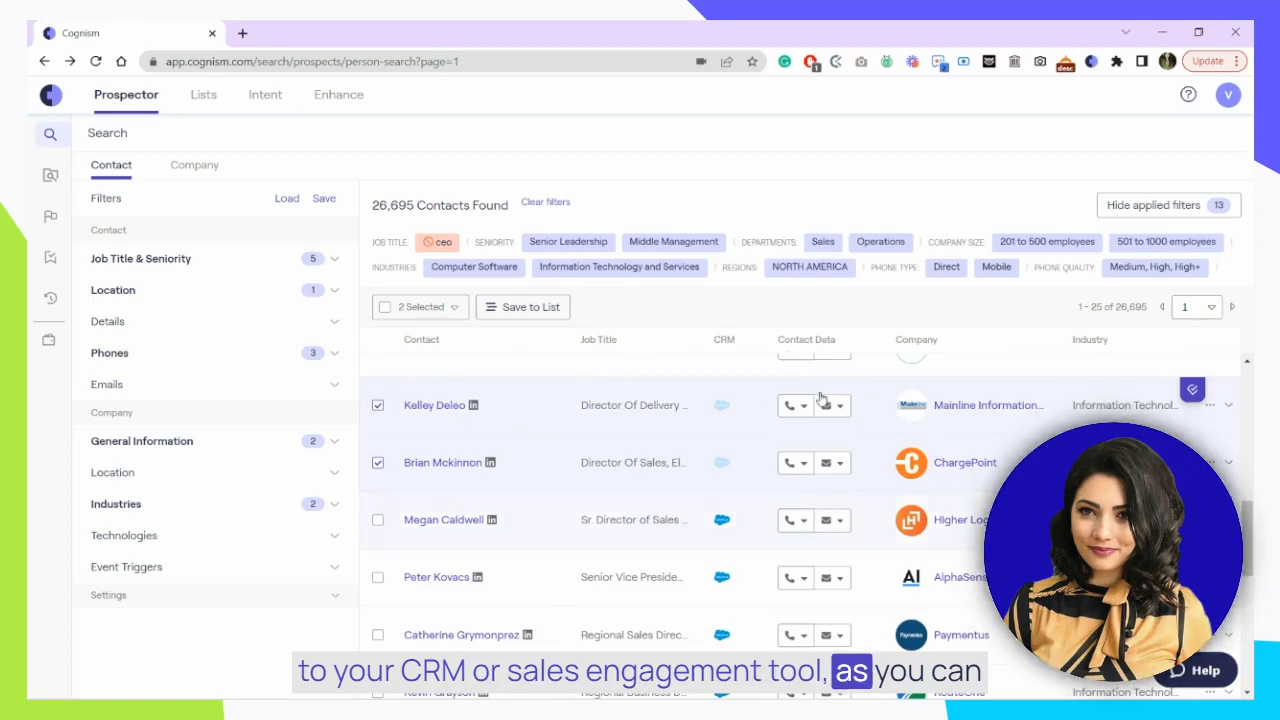 Cognism
app.cognism.com/search/prospects/person-search?page=1
Update
Prospector Lists Intent Enhance
V
Search
Contact Company
Filters Load Save
Contact
Job Title & Seniority 5
Location 1
Details
Phones 3
Emails
Company
General Information 2
Location
Industries 2
Technologies
Event Triggers
Settings
26,695 Contacts Found Clear filters Hide applied filters 13
JOB TITLE: ceo SENIORITY: Senior Leadership Middle Management DEPARTMENTS: Sales Operations COMPANY SIZE: 201 to 500 employees 501 to 1000 employees
INDUSTRIES: Computer Software Information Technology and Services REGIONS: NORTH AMERICA PHONE TYPE: Direct Mobile PHONE QUALITY: Medium, High, High+
2 Selected Save to List 1 - 25 of 26,695 1
Contact Job Title CRM Contact Data Company Industry
Kelley Deleo in Director Of Delivery ... Mainline Information... Information Technol...
Brian Mckinnon in Director Of Sales, El... ChargePoint
Megan Caldwell in Sr. Director of Sales ... Higher
Peter Kovacs in Senior Vice Preside... AI AlphaSens
Catherine Grymonprez in Regional Sales Direc... Paymentus Paymentus
Information Technol...
Help
to your CRM or sales engagement tool, as you can